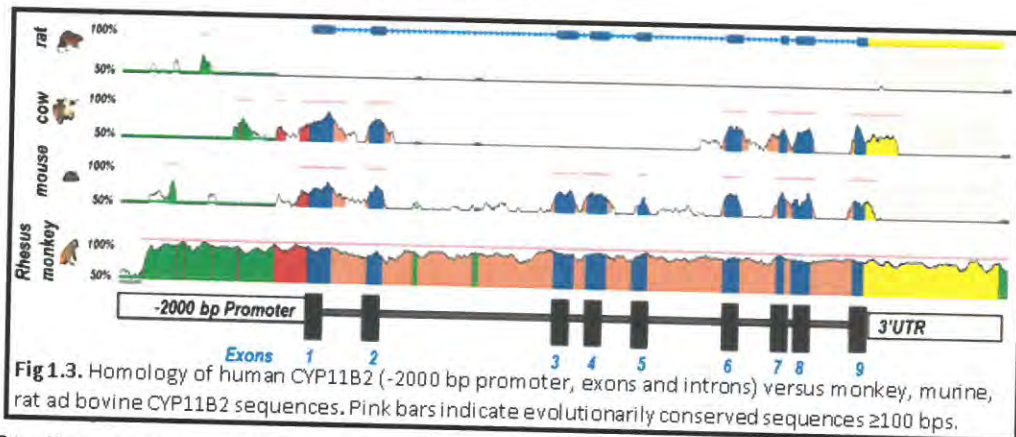 rat
100%
50%
cow
100%
50%
mouse
100%
50%
Rhesus
monkey
100%
50%
-2000 bp Promoter
3'UTR
Exons 1 2 3 4 5 6 7 8 9
Fig1.3. Homology of human CYP11B2 (-2000 bp promoter, exons and introns) versus monkey, murine,
rat ad bovine CYP11B2 sequences. Pink bars indicate evolutionarily conserved sequences ≥100 bps.